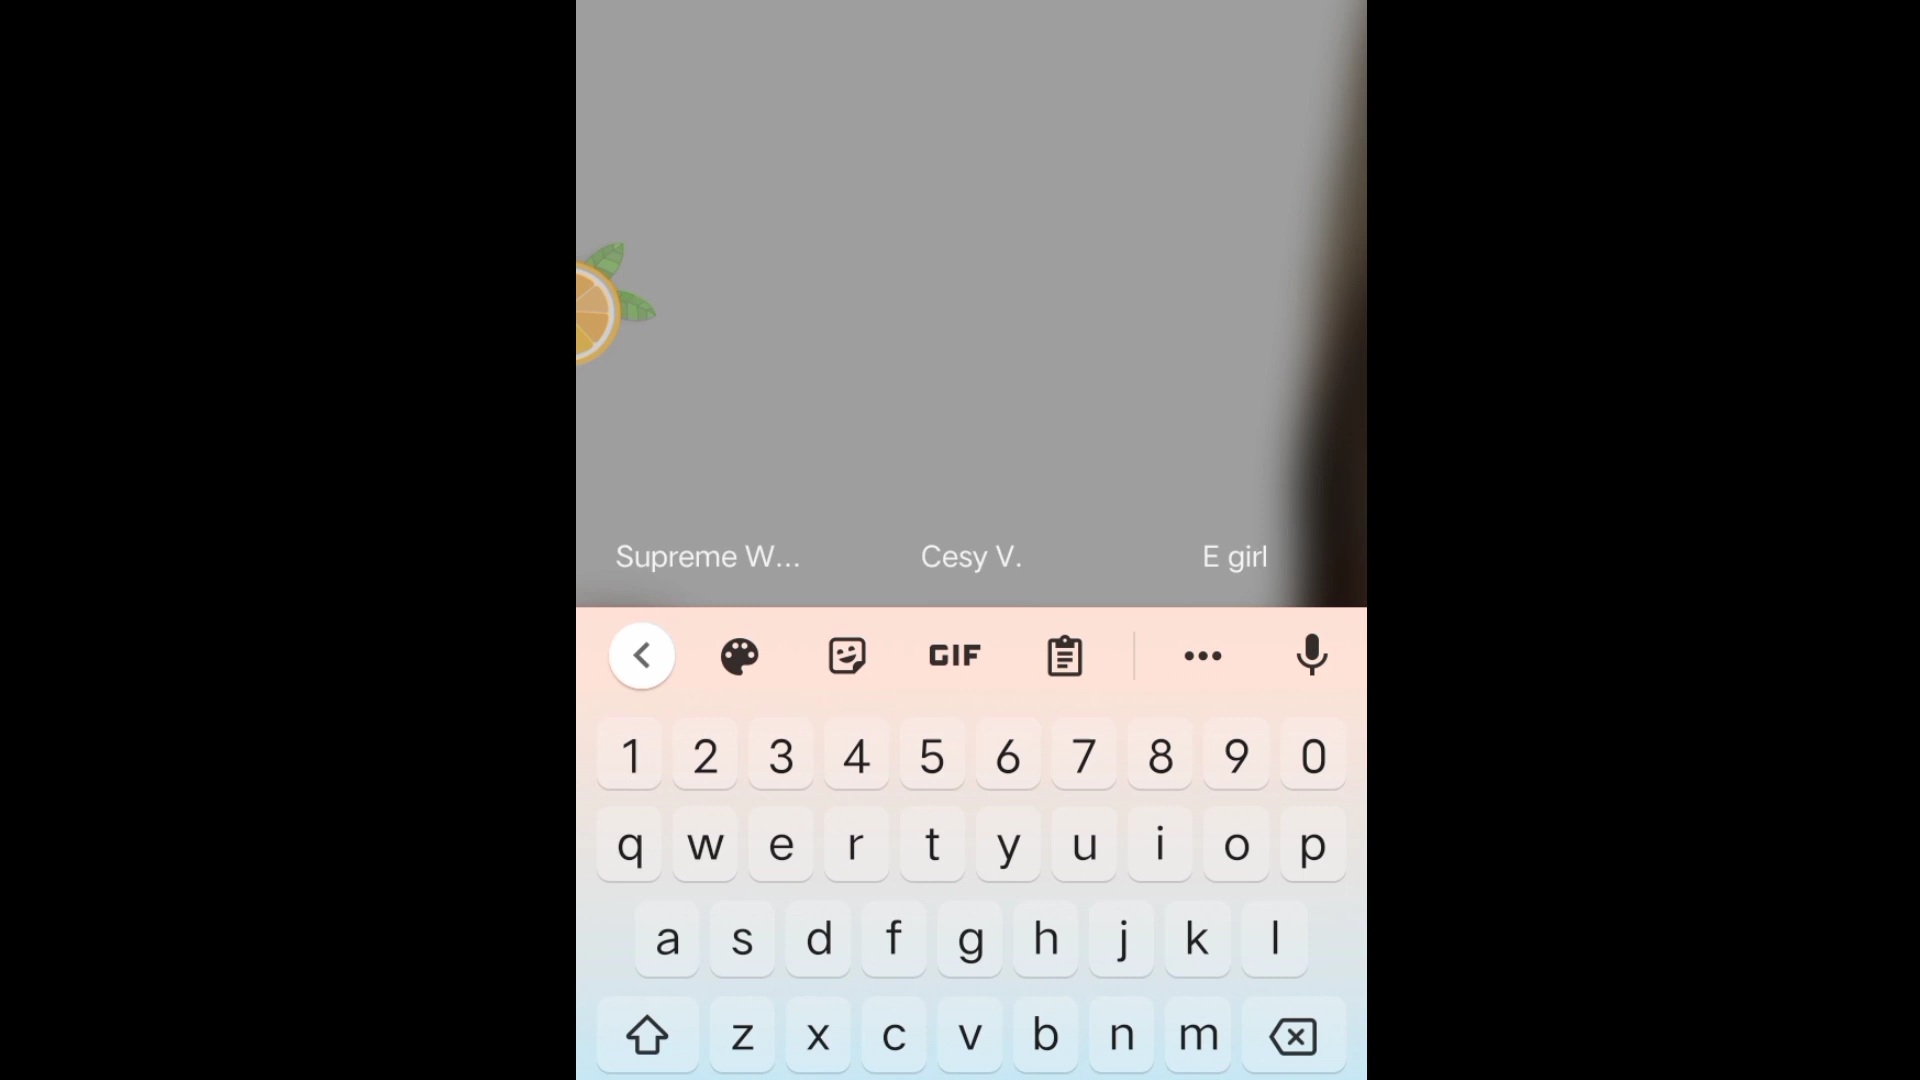 Supreme W... Cesy V. E girl
GIF
1 2 3 4 5 6 7 8 9 0
q w e r t y u i o p
a s d f g h j k l
z x c v b n m